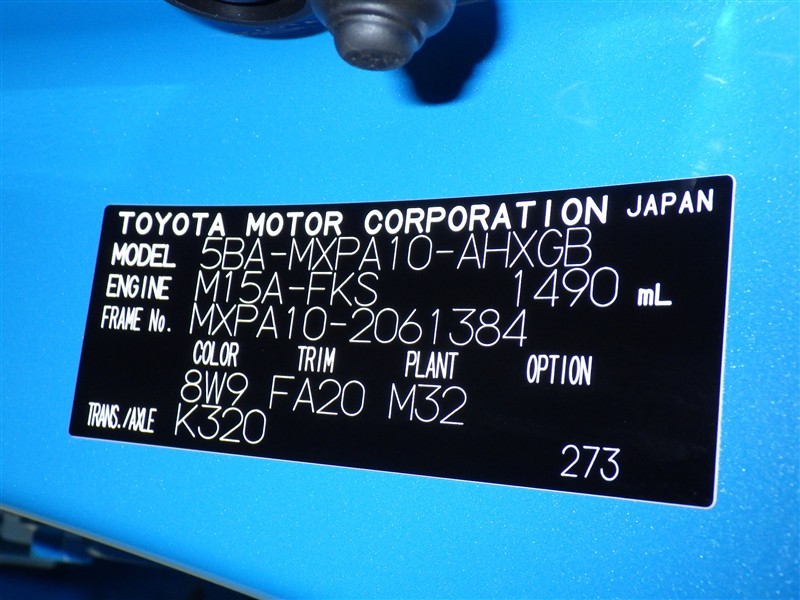 TOYOTA MOTOR CORPORATION JAPAN
MODEL 5BA-MXPA10-AHXGB
ENGINE M15A-FKS 1490 mL
FRAME No. MXPA10-2061384
COLOR TRIM PLANT OPTION
8W9 FA20 M32
TRANS./AXLE K320
273